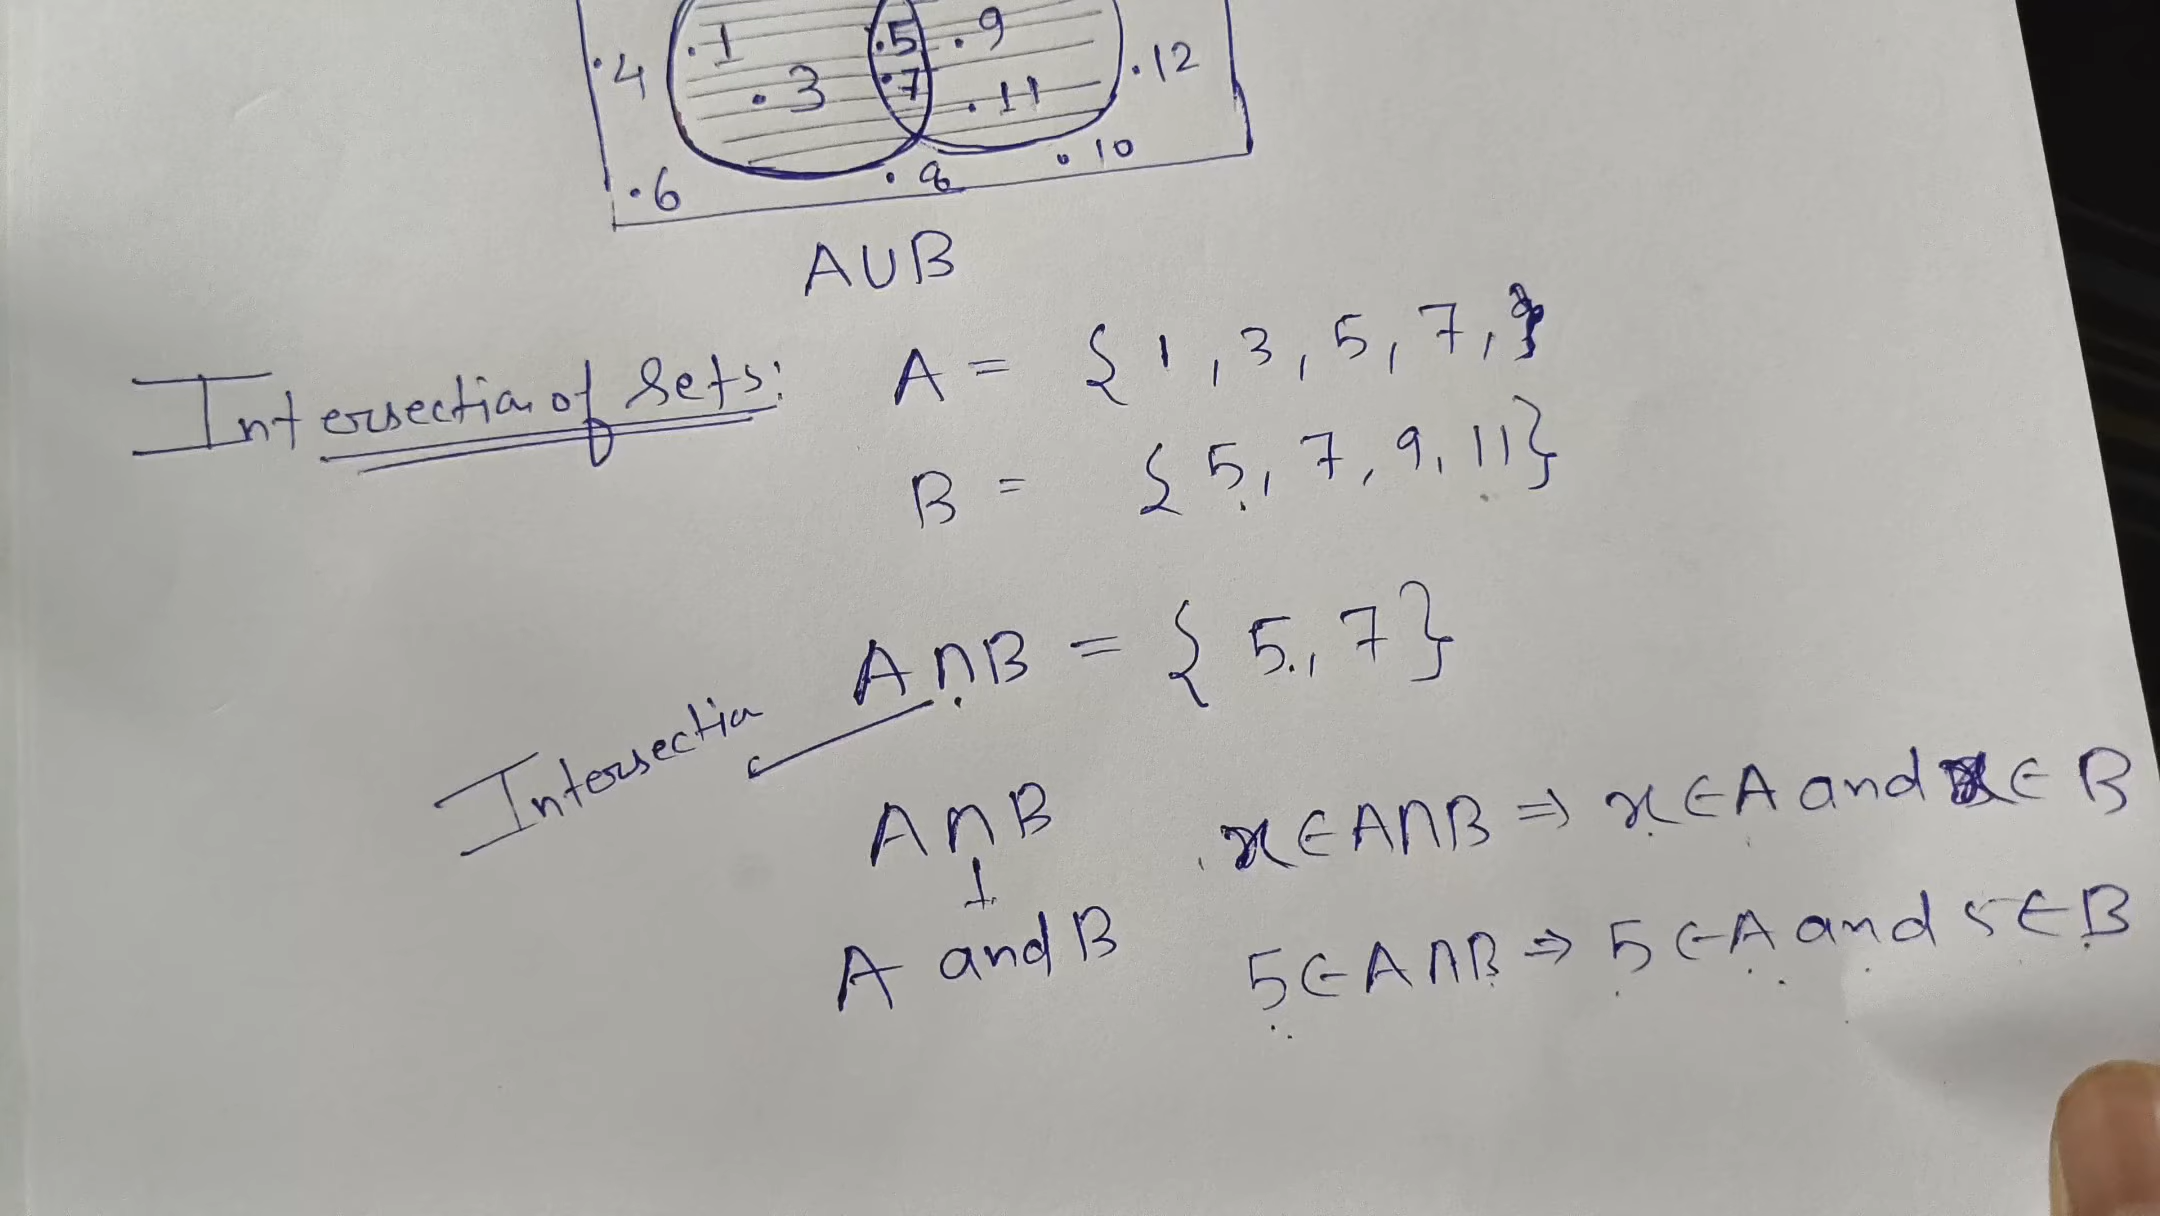 .4 .1 .3 .5 .7 .9 .11 .12
.6 .8 .10
A∪B
Intersection of Sets: A = {1, 3, 5, 7,}
B = {5, 7, 9, 11}
Intersection A∩B = {5, 7}
A∩B x∈A∩B ⇒ x∈A and x∈B
A and B 5∈A∩B ⇒ 5∈A and 5∈B